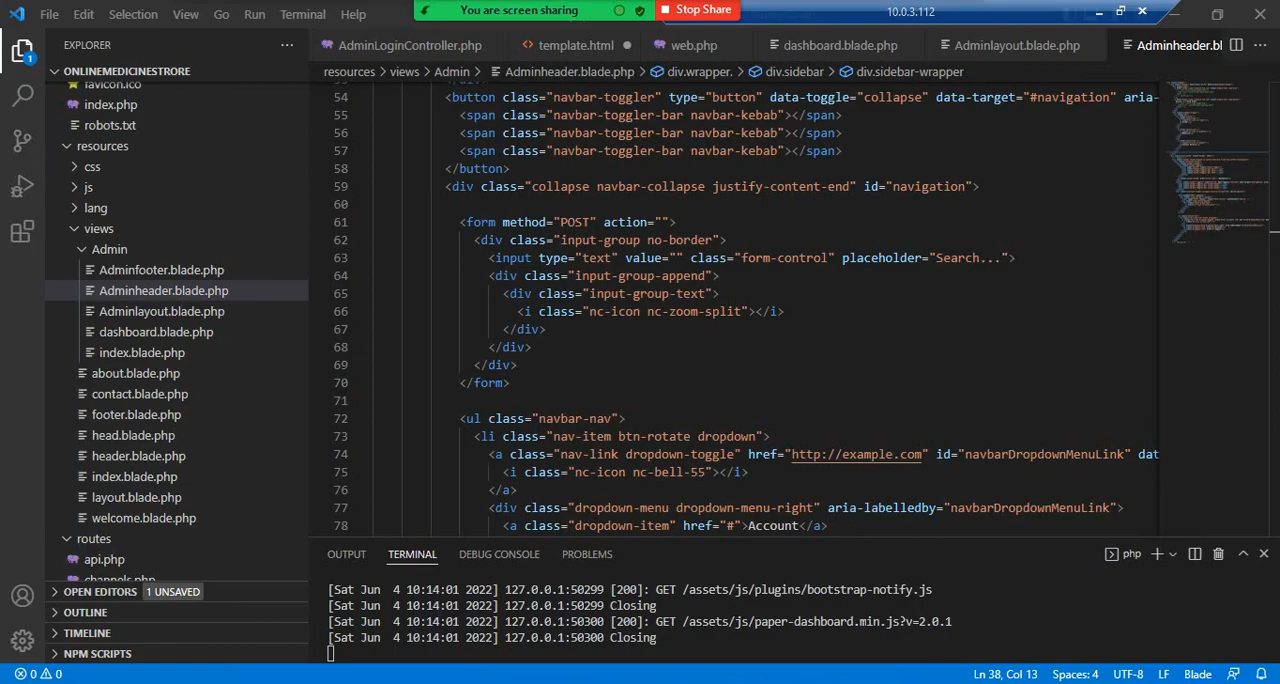 File Edit Selection View Go Run Terminal Help
You are screen sharing
Stop Share
10.0.3.112
EXPLORER
ONLINEMEDICINESTRORE
favicon.ico
index.php
robots.txt
resources
css
js
lang
views
Admin
Adminfooter.blade.php
Adminheader.blade.php
Adminlayout.blade.php
dashboard.blade.php
index.blade.php
about.blade.php
contact.blade.php
footer.blade.php
head.blade.php
header.blade.php
index.blade.php
layout.blade.php
welcome.blade.php
routes
api.php
channels.php
OPEN EDITORS 1 UNSAVED
OUTLINE
TIMELINE
NPM SCRIPTS
AdminLoginController.php template.html web.php dashboard.blade.php Adminlayout.blade.php Adminheader.bl
resources > views > Admin > Adminheader.blade.php > div.wrapper. > div.sidebar > div.sidebar-wrapper
54 <button class="navbar-toggler" type="button" data-toggle="collapse" data-target="#navigation" aria-
55 <span class="navbar-toggler-bar navbar-kebab"></span>
56 <span class="navbar-toggler-bar navbar-kebab"></span>
57 <span class="navbar-toggler-bar navbar-kebab"></span>
58 </button>
59 <div class="collapse navbar-collapse justify-content-end" id="navigation">
60
61 <form method="POST" action="">
62 <div class="input-group no-border">
63 <input type="text" value="" class="form-control" placeholder="Search...">
64 <div class="input-group-append">
65 <div class="input-group-text">
66 <i class="nc-icon nc-zoom-split"></i>
67 </div>
68 </div>
69 </div>
70 </form>
71
72 <ul class="navbar-nav">
73 <li class="nav-item btn-rotate dropdown">
74 <a class="nav-link dropdown-toggle" href="http://example.com" id="navbarDropdownMenuLink" dat
75 <i class="nc-icon nc-bell-55"></i>
76 </a>
77 <div class="dropdown-menu dropdown-menu-right" aria-labelledby="navbarDropdownMenuLink">
78 <a class="dropdown-item" href="#">Account</a>
OUTPUT TERMINAL DEBUG CONSOLE PROBLEMS
php
[Sat Jun 4 10:14:01 2022] 127.0.0.1:50299 [200]: GET /assets/js/plugins/bootstrap-notify.js
[Sat Jun 4 10:14:01 2022] 127.0.0.1:50299 Closing
[Sat Jun 4 10:14:01 2022] 127.0.0.1:50300 [200]: GET /assets/js/paper-dashboard.min.js?v=2.0.1
[Sat Jun 4 10:14:01 2022] 127.0.0.1:50300 Closing
1
0 0
Ln 38, Col 13 Spaces: 4 UTF-8 LF Blade